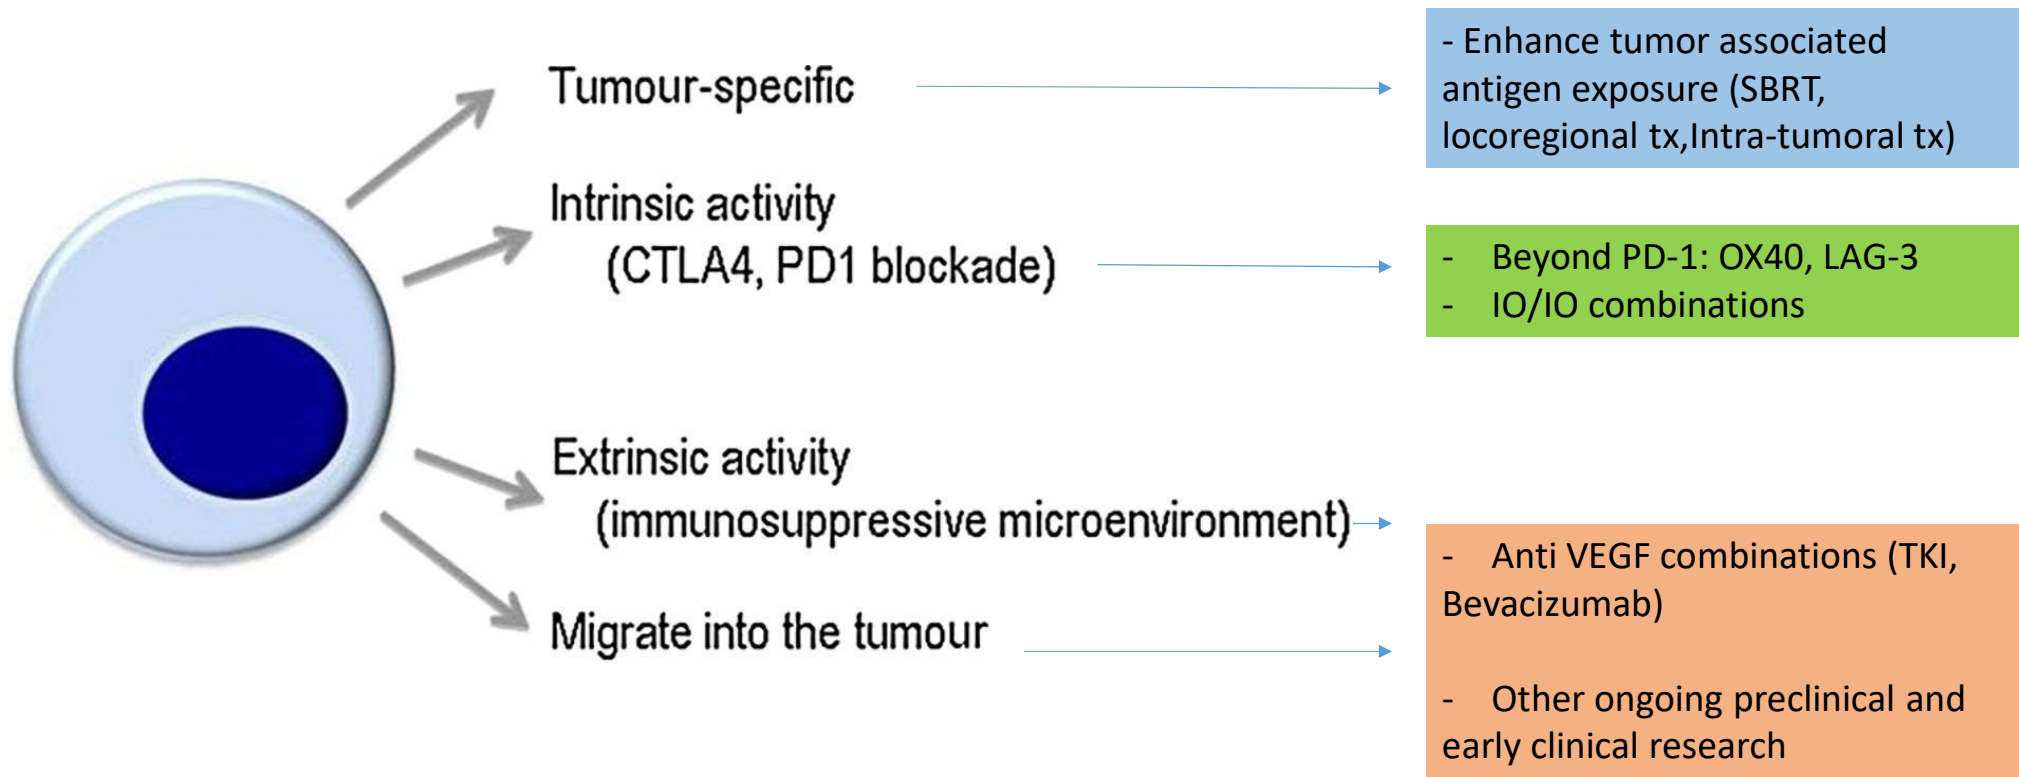 Tumour-specific
- Enhance tumor associated
antigen exposure (SBRT,
locoregional tx,Intra-tumoral tx)
Intrinsic activity
(CTLA4, PD1 blockade)
- Beyond PD-1: OX40, LAG-3
- IO/IO combinations
Extrinsic activity
(immunosuppressive microenvironment)
Migrate into the tumour
- Anti VEGF combinations (TKI,
Bevacizumab)
- Other ongoing preclinical and
early clinical research